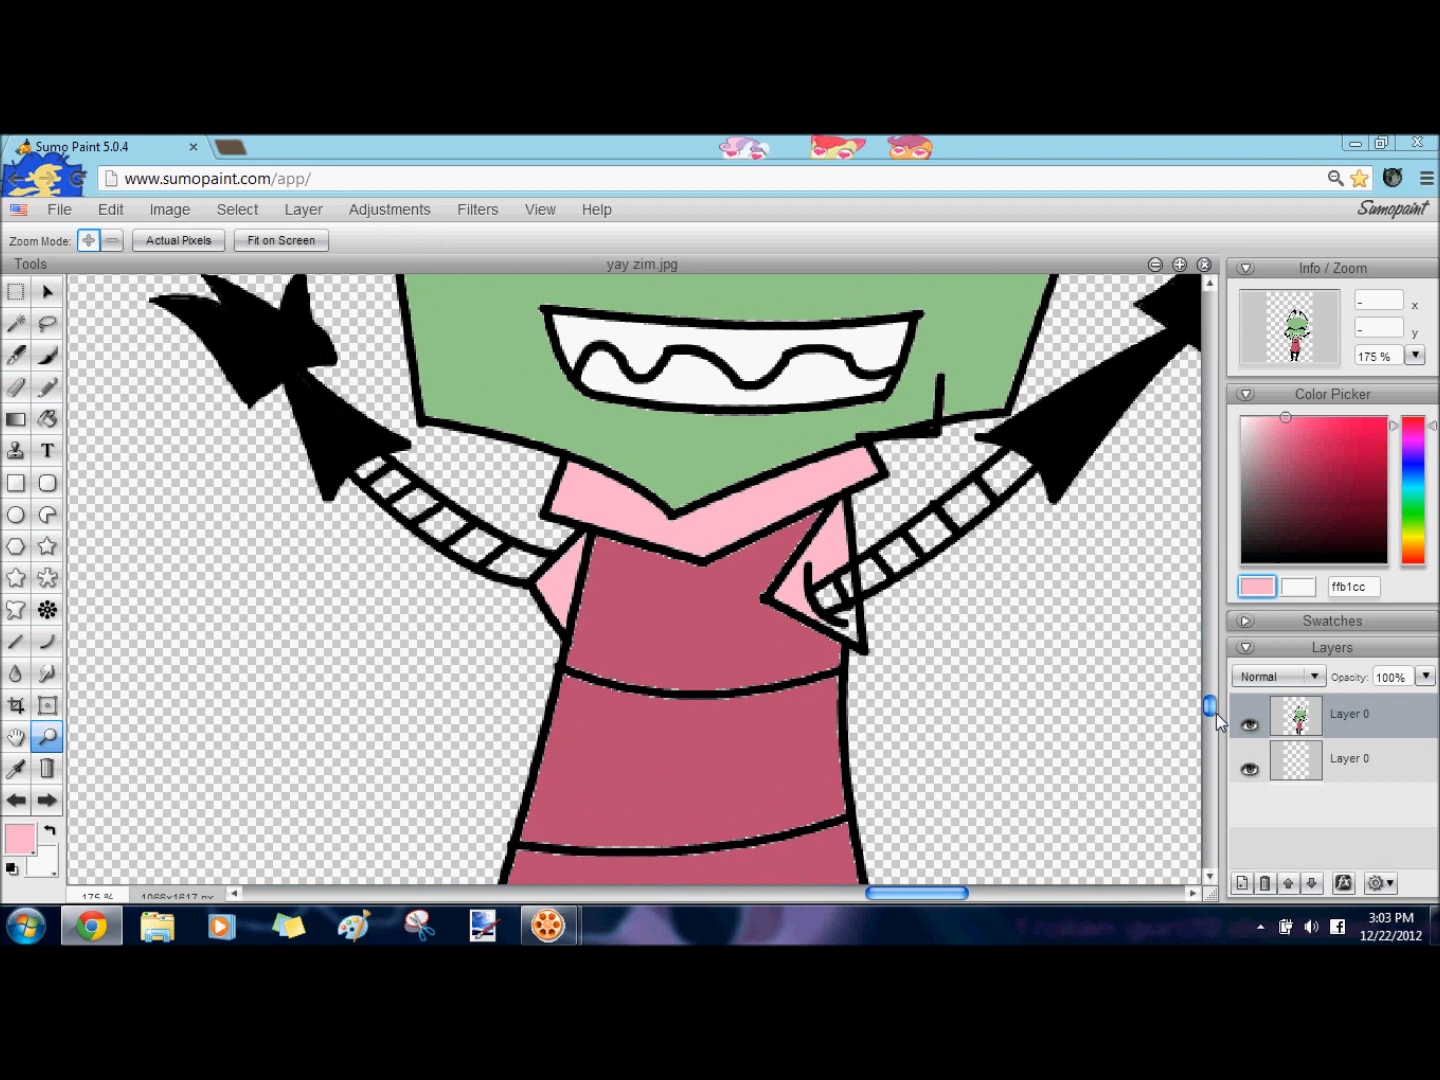 Sumo Paint 5.0.4
www.sumopaint.com/app/
File Edit Image Select Layer Adjustments Filters View Help
Sumopaint
Zoom Mode: Actual Pixels Fit on Screen
Tools
yay zim.jpg
Info / Zoom
- x
- y
175 %
Color Picker
ffb1cc
Swatches
Layers
Normal Opacity: 100%
Layer 0
Layer 0
T
175 % 1066x1617 px
3:03 PM
12/22/2012